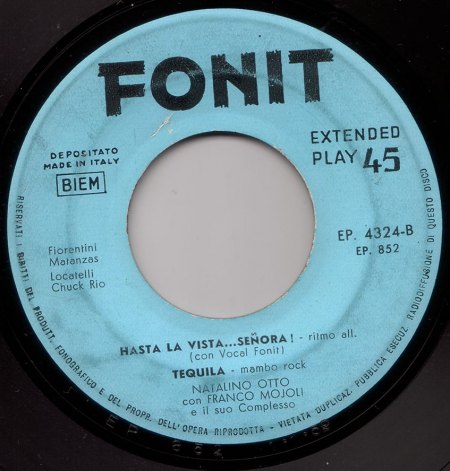 FONIT
DEPOSITATO
MADE IN ITALY
BIEM
EXTENDED
PLAY 45
EP. 4324-B
EP. 852
Fiorentini
Matanzas
Locatelli
Chuck Rio
HASTA LA VISTA...SEÑORA! - ritmo all.
(con Vocal Fonit)
TEQUILA - mambo rock
NATALINO OTTO
con FRANCO MOJOLI
e il suo Complesso
RISERVATI I DIRITTI DEL PRODUTT. FONOGRAFICO E DEL PROPR. DELL'OPERA RIPRODOTTA - VIETATA DUPLICAZ. PUBBLICA ESECUZ RADIODIFFUSIONE DI QUESTO DISCO